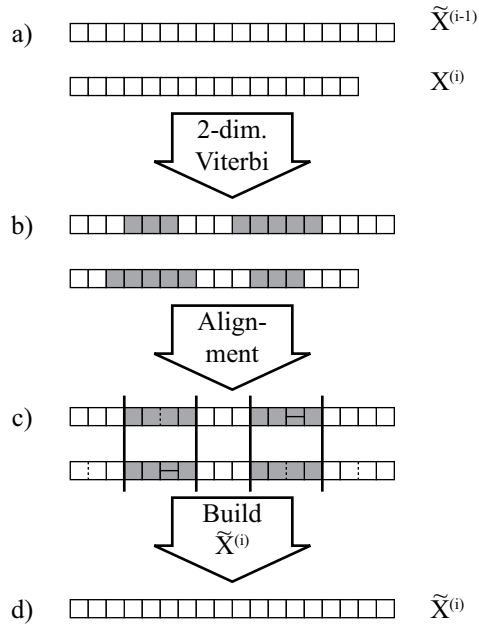 a) X̃⁽ⁱ⁻¹⁾
X⁽ⁱ⁾
2-dim.
Viterbi
b)
Align-
ment
c)
Build
X̃⁽ⁱ⁾
d) X̃⁽ⁱ⁾